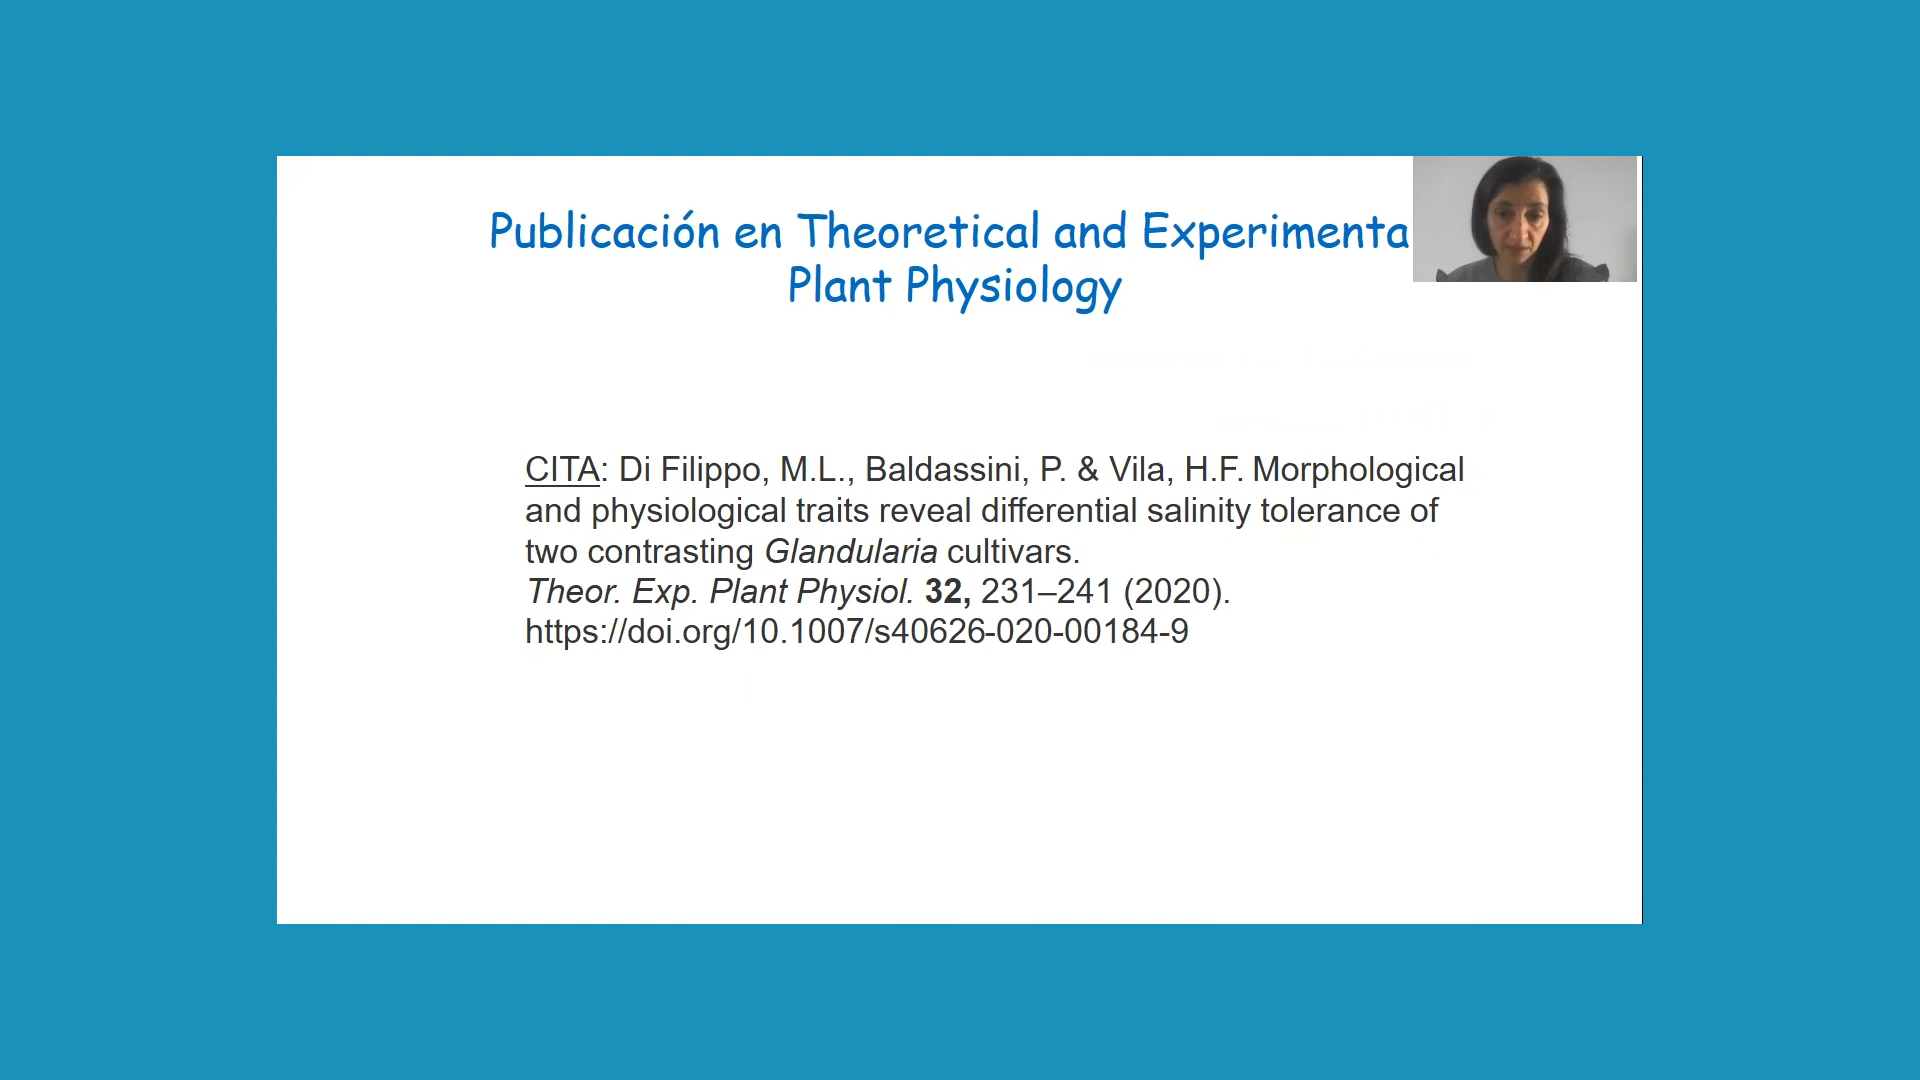 Publicación en Theoretical and Experimenta
Plant Physiology
CITA: Di Filippo, M.L., Baldassini, P. & Vila, H.F. Morphological
and physiological traits reveal differential salinity tolerance of
two contrasting Glandularia cultivars.
Theor. Exp. Plant Physiol. 32, 231–241 (2020).
https://doi.org/10.1007/s40626-020-00184-9